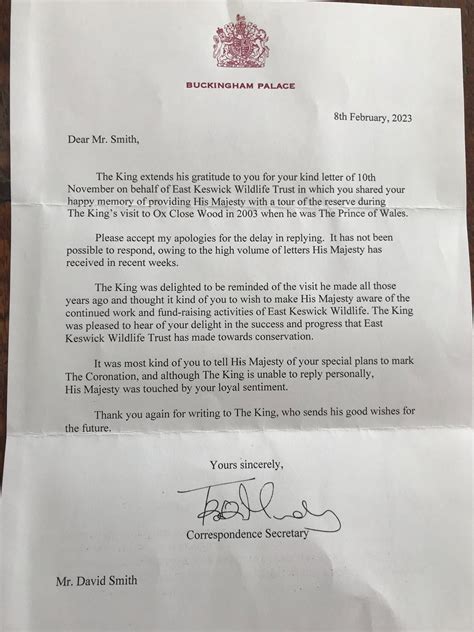 BUCKINGHAM PALACE
8th February, 2023
Dear Mr. Smith,
The King extends his gratitude to you for your kind letter of 10th
November on behalf of East Keswick Wildlife Trust in which you shared your
happy memory of providing His Majesty with a tour of the reserve during
The King's visit to Ox Close Wood in 2003 when he was The Prince of Wales.
Please accept my apologies for the delay in replying. It has not been
possible to respond, owing to the high volume of letters His Majesty has
received in recent weeks.
The King was delighted to be reminded of the visit he made all those
years ago and thought it kind of you to wish to make His Majesty aware of the
continued work and fund-raising activities of East Keswick Wildlife. The King
was pleased to hear of your delight in the success and progress that East
Keswick Wildlife Trust has made towards conservation.
It was most kind of you to tell His Majesty of your special plans to mark
The Coronation, and although The King is unable to reply personally,
His Majesty was touched by your loyal sentiment.
Thank you again for writing to The King, who sends his good wishes for
the future.
Yours sincerely,
Correspondence Secretary
Mr. David Smith